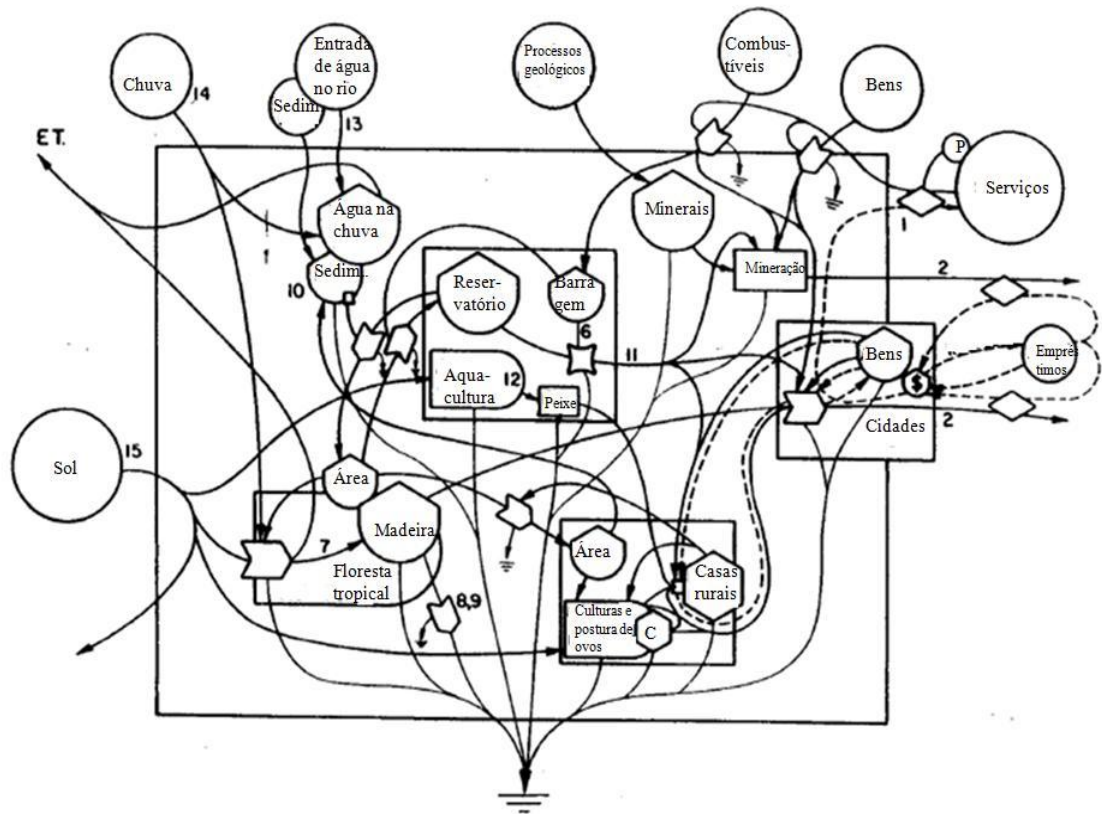 Chuva
14
Entrada
de água
no rio
Sedim.
13
Processos
geológicos
Combus-
tíveis
Bens
P
Serviços
1
E.T.
Água na
chuva
Sedim.
10
1
Minerais
Mineração
2
Reser-
vatório
Barra
gem
6
11
Aqua-
cultura
12
Peixe
Bens
$
Emprés
timos
2
Cidades
Sol
15
Área
Madeira
7
Floresta
tropical
8,9
Área
Casas
rurais
Culturas e
postura de
ovos
C